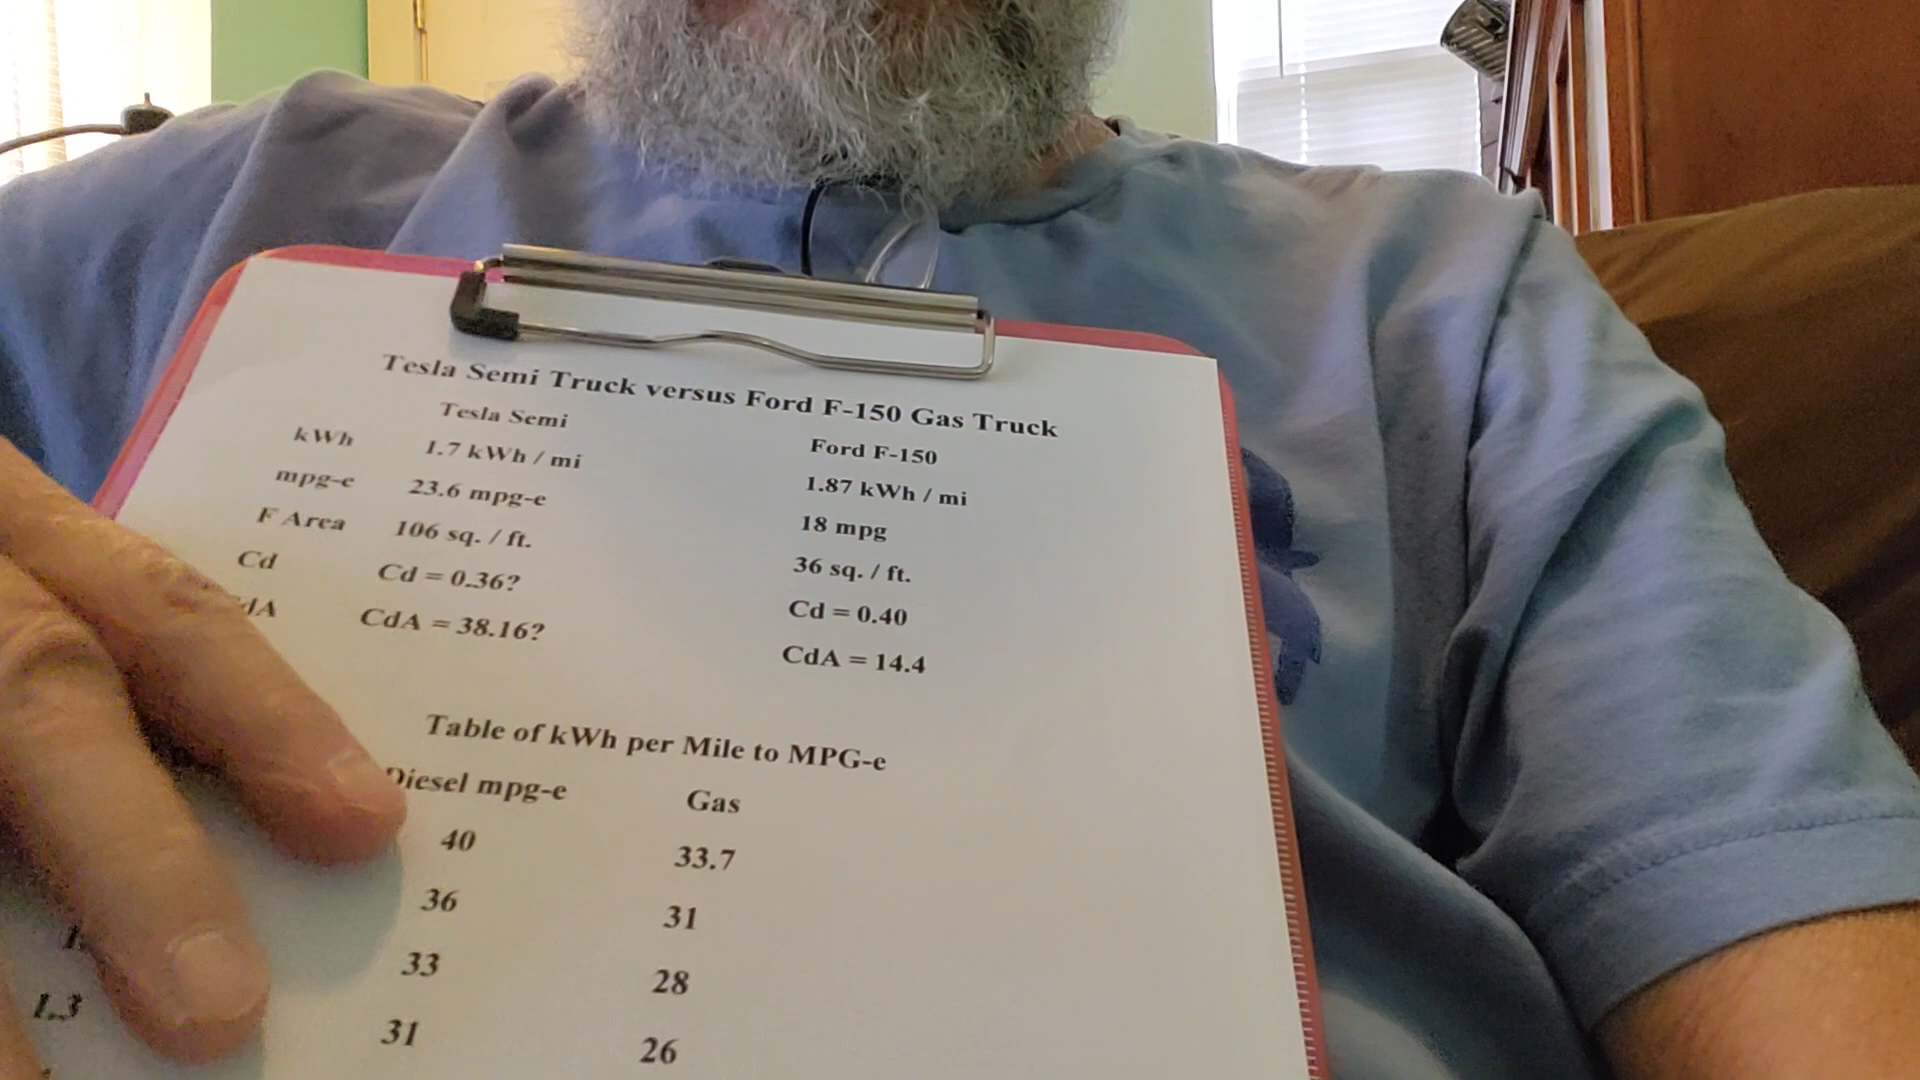 Tesla Semi Truck versus Ford F-150 Gas Truck
Tesla Semi Ford F-150
kWh 1.7 kWh / mi 1.87 kWh / mi
mpg-e 23.6 mpg-e 18 mpg
F Area 106 sq. / ft. 36 sq. / ft.
Cd Cd = 0.36? Cd = 0.40
dA CdA = 38.16? CdA = 14.4
Table of kWh per Mile to MPG-e
Diesel mpg-e Gas
40 33.7
36 31
33 28
1.3 31 26